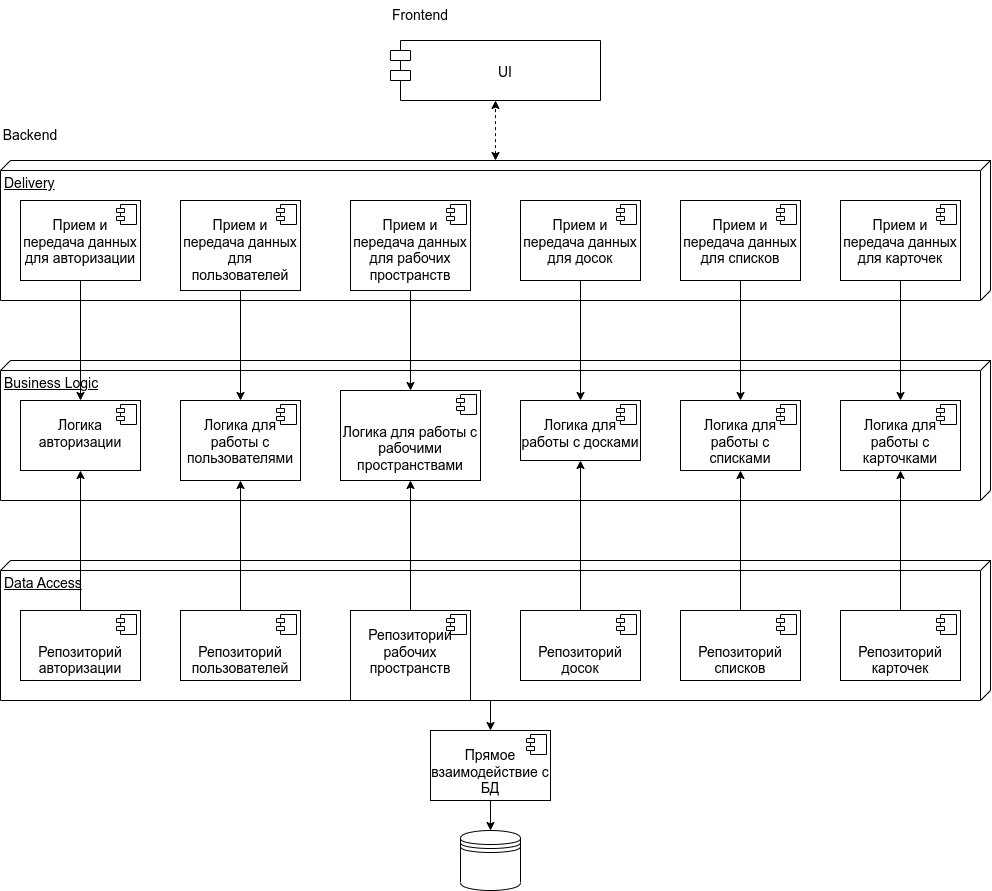 Frontend
UI
Backend
Delivery
Прием и
передача данных
для авторизации
Прием и
передача данных
для
пользователей
Прием и
передача данных
для рабочих
пространств
Прием и
передача данных
для досок
Прием и
передача данных
для списков
Прием и
передача данных
для карточек
Business Logic
Логика
авторизации
Логика для
работы с
пользователями
Логика для работы с
рабочими
пространствами
Логика для
работы с досками
Логика для
работы с
списками
Логика для
работы с
карточками
Data Access
Репозиторий
авторизации
Репозиторий
пользователей
Репозиторий
рабочих
пространств
Репозиторий
досок
Репозиторий
списков
Репозиторий
карточек
Прямое
взаимодействие с
БД